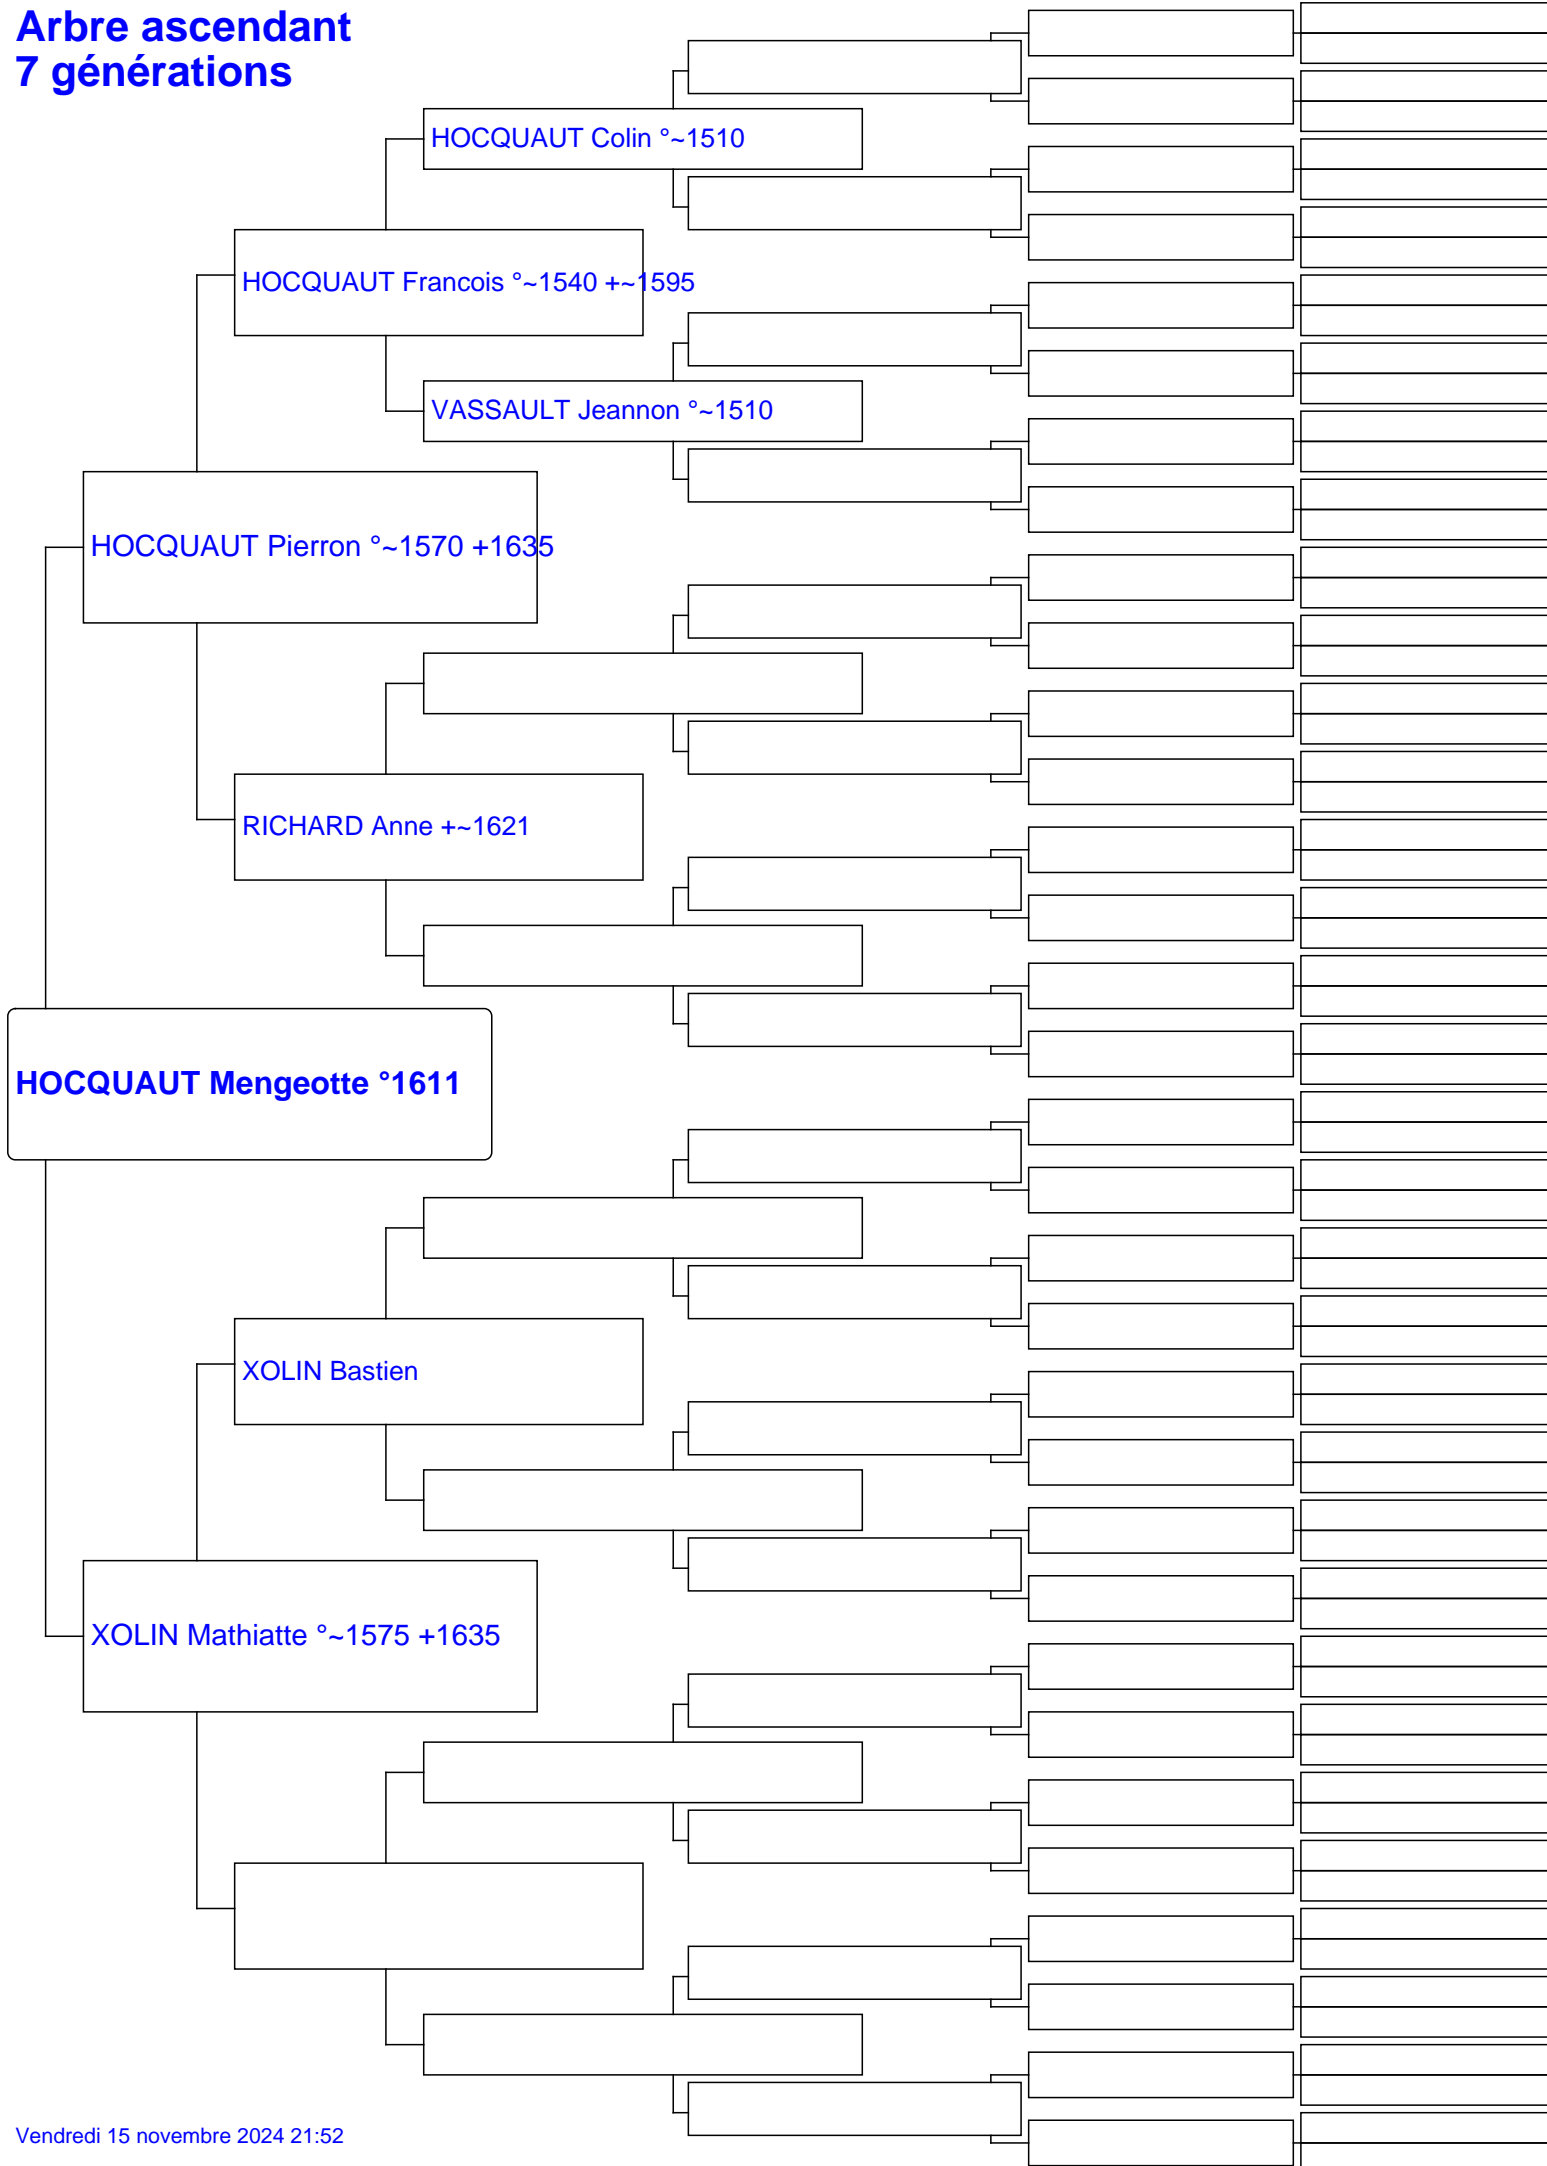 Arbre ascendant
7 générations
HOCQUAUT Colin °~1510
HOCQUAUT Francois °~1540 +~1595
VASSAULT Jeannon °~1510
HOCQUAUT Pierron °~1570 +1635
RICHARD Anne +~1621
HOCQUAUT Mengeotte °1611
XOLIN Bastien
XOLIN Mathiatte °~1575 +1635
Vendredi 15 novembre 2024 21:52